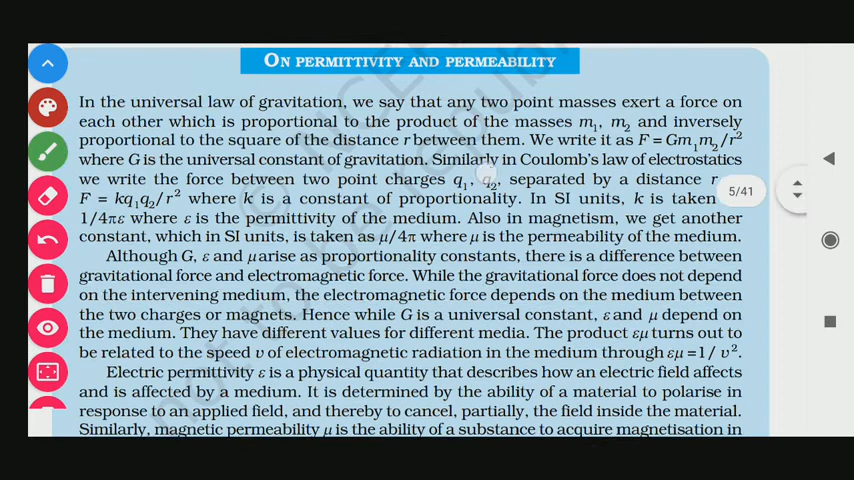 ON PERMITTIVITY AND PERMEABILITY
In the universal law of gravitation, we say that any two point masses exert a force on
each other which is proportional to the product of the masses m₁, m₂ and inversely
proportional to the square of the distance r between them. We write it as F = Gm₁m₂/r²
where G is the universal constant of gravitation. Similarly in Coulomb's law of electrostatics
we write the force between two point charges q₁, q₂, separated by a distance r
F = kq₁q₂/r² where k is a constant of proportionality. In SI units, k is taken
1/4πε where ε is the permittivity of the medium. Also in magnetism, we get another
constant, which in SI units, is taken as μ/4π where μ is the permeability of the medium.
Although G, ε and μ arise as proportionality constants, there is a difference between
gravitational force and electromagnetic force. While the gravitational force does not depend
on the intervening medium, the electromagnetic force depends on the medium between
the two charges or magnets. Hence while G is a universal constant, ε and μ depend on
the medium. They have different values for different media. The product εμ turns out to
be related to the speed v of electromagnetic radiation in the medium through εμ =1/ v².
Electric permittivity ε is a physical quantity that describes how an electric field affects
and is affected by a medium. It is determined by the ability of a material to polarise in
response to an applied field, and thereby to cancel, partially, the field inside the material.
Similarly, magnetic permeability μ is the ability of a substance to acquire magnetisation in
5/41
© NCE
not to be republi